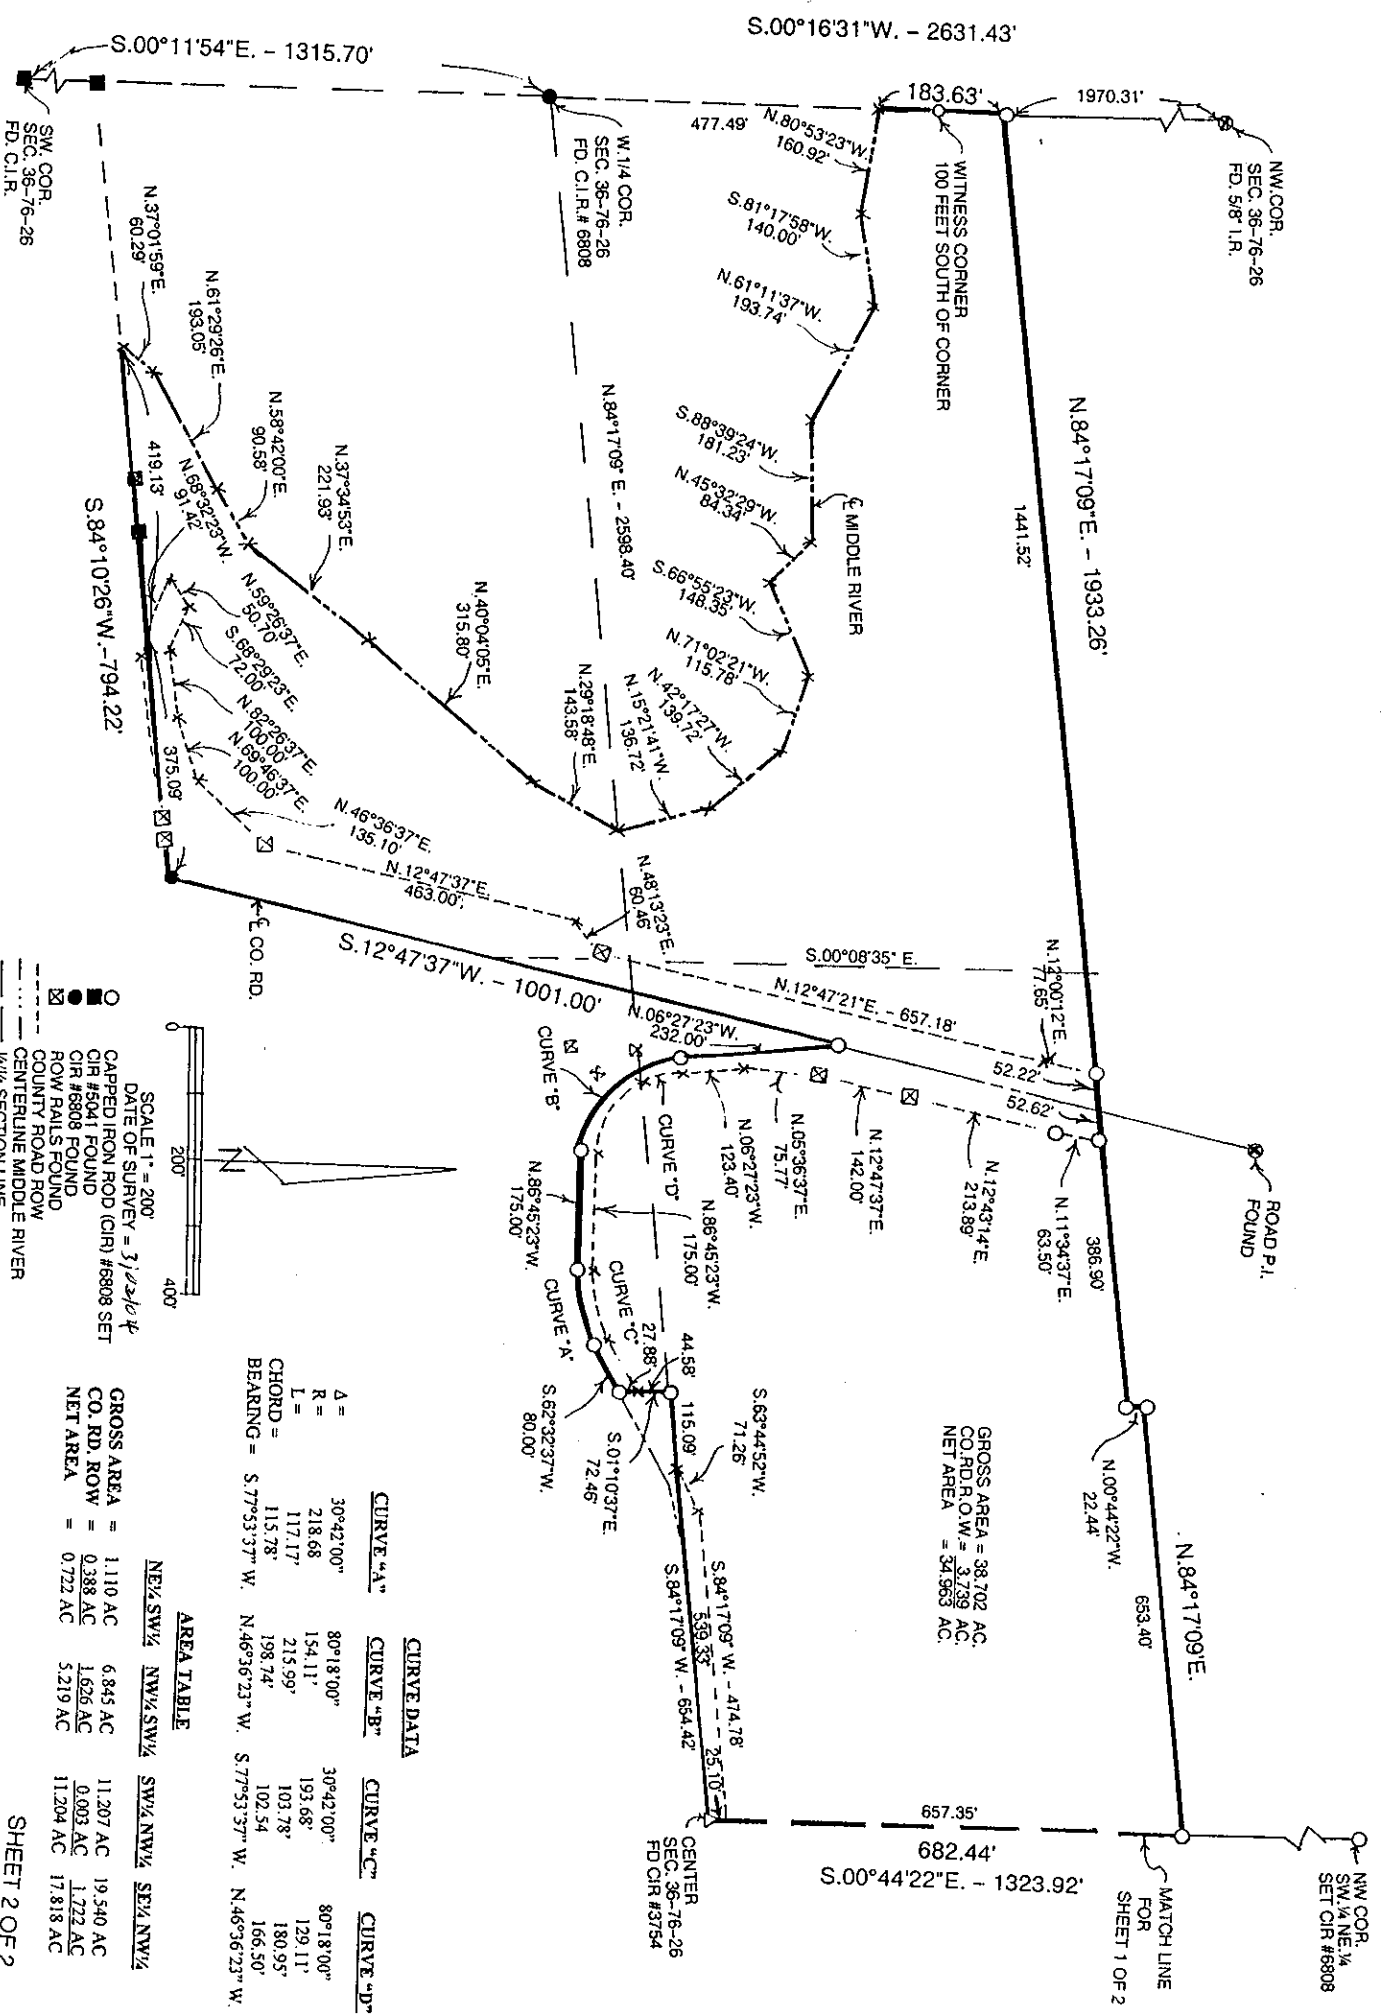 S.00°16'31"W. - 2631.43'
S.00°11'54"E. - 1315.70'
SW. COR.
SEC. 36-76-26
FD. C.I.R.
W.1/4 COR.
SEC. 36-76-26
FD. C.I.R.# 6808
477.49'
183.63'
1970.31'
NW.COR.
SEC. 36-76-26
FD. 5/8" I.R.
WITNESS CORNER
100 FEET SOUTH OF CORNER
N.80°53'23"W.
160.92'
S.81°17'58"W.
140.00'
N.61°11'37"W.
193.74'
S.88°39'24"W.
181.23'
N.45°32'29"W.
84.34'
S.66°55'23"W.
148.35'
N.71°02'21"W.
115.78'
N.42°17'27"W.
139.72'
N.15°21'41"W.
136.72'
℄ MIDDLE RIVER
N.84°17'09"E. - 1933.26'
1441.52'
N.84°17'09" E. - 2598.40'
N.37°01'59"E.
60.29'
N.61°29'26"E.
193.05'
N.58°42'00"E.
90.58'
N.37°34'53"E.
221.93'
N.40°04'05"E.
315.80'
N.29°18'48"E.
143.58'
419.13'
N.68°32'23"W.
91.42'
N.59°26'37"E.
50.70'
S.68°29'23"E.
72.00'
N.82°26'37"E.
100.00'
N.69°46'37"E.
100.00'
N.46°36'37"E.
135.10'
375.09'
S.84°10'26"W.-794.22'
N.12°47'37"E.
463.00'
N.48°13'23"E.
60.46'
℄ CO. RD.
S.12°47'37"W. - 1001.00'
S.00°08'35" E.
N.12°47'21"E. - 657.18'
N.12°00'12"E.
77.65'
52.22'
52.62'
N.06°27'23"W.
232.00'
CURVE "B"
CURVE "D"
N.06°27'23"W.
123.40'
N.05°36'37"E.
75.77'
N.12°47'37"E.
142.00'
N.12°43'14"E.
213.89'
N.11°34'37"E.
63.50'
ROAD P.I.
FOUND
386.90'
N.86°45'23"W.
175.00'
N.86°45'23"W.
175.00'
CURVE "A"
CURVE "C"
27.88'
44.58'
115.09'
S.62°32'37"W.
80.00'
S.01°10'37"E.
72.46'
S.63°44'52"W.
71.26'
N.00°44'22"W.
22.44'
N.84°17'09"E.
653.40'
GROSS AREA = 38.702 AC.
CO.RD.R.O.W.= 3.739 AC.
NET AREA = 34.963 AC.
S.84°17'09" W. - 474.78'
539.33'
S.84°17'09" W. - 654.42'
25.10'
657.35'
682.44'
S.00°44'22"E. - 1323.92'
CENTER
SEC. 36-76-26
FD CIR #3754
MATCH LINE
FOR
SHEET 1 OF 2
NW COR.
SW.¼ NE.¼
SET CIR #6808
0 200' 400'
N
SCALE 1" = 200'
DATE OF SURVEY =
CAPPED IRON ROD (CIR) #6808 SET
CIR #5041 FOUND
CIR #6808 FOUND
ROW RAILS FOUND
COUNTY ROAD ROW
CENTERLINE MIDDLE RIVER
¼¼ SECTION LINE
CURVE DATA
CURVE "A" CURVE "B" CURVE "C" CURVE "D"
Δ = 30°42'00" 80°18'00" 30°42'00" 80°18'00"
R = 218.68 154.11' 193.68' 129.11'
L = 117.17' 215.99' 103.78' 180.95'
CHORD = 115.78' 198.74' 102.54 166.50'
BEARING = S.77°53'37" W. N.46°36'23" W. S.77°53'37" W. N.46°36'23" W.
AREA TABLE
NE¼ SW¼ NW¼ SW¼ SW¼ NW¼ SE¼ NW¼
GROSS AREA = 1.110 AC 6.845 AC 11.207 AC 19.540 AC
CO. RD. ROW = 0.388 AC 1.626 AC 0.003 AC 1.722 AC
NET AREA = 0.722 AC 5.219 AC 11.204 AC 17.818 AC
SHEET 2 OF 2